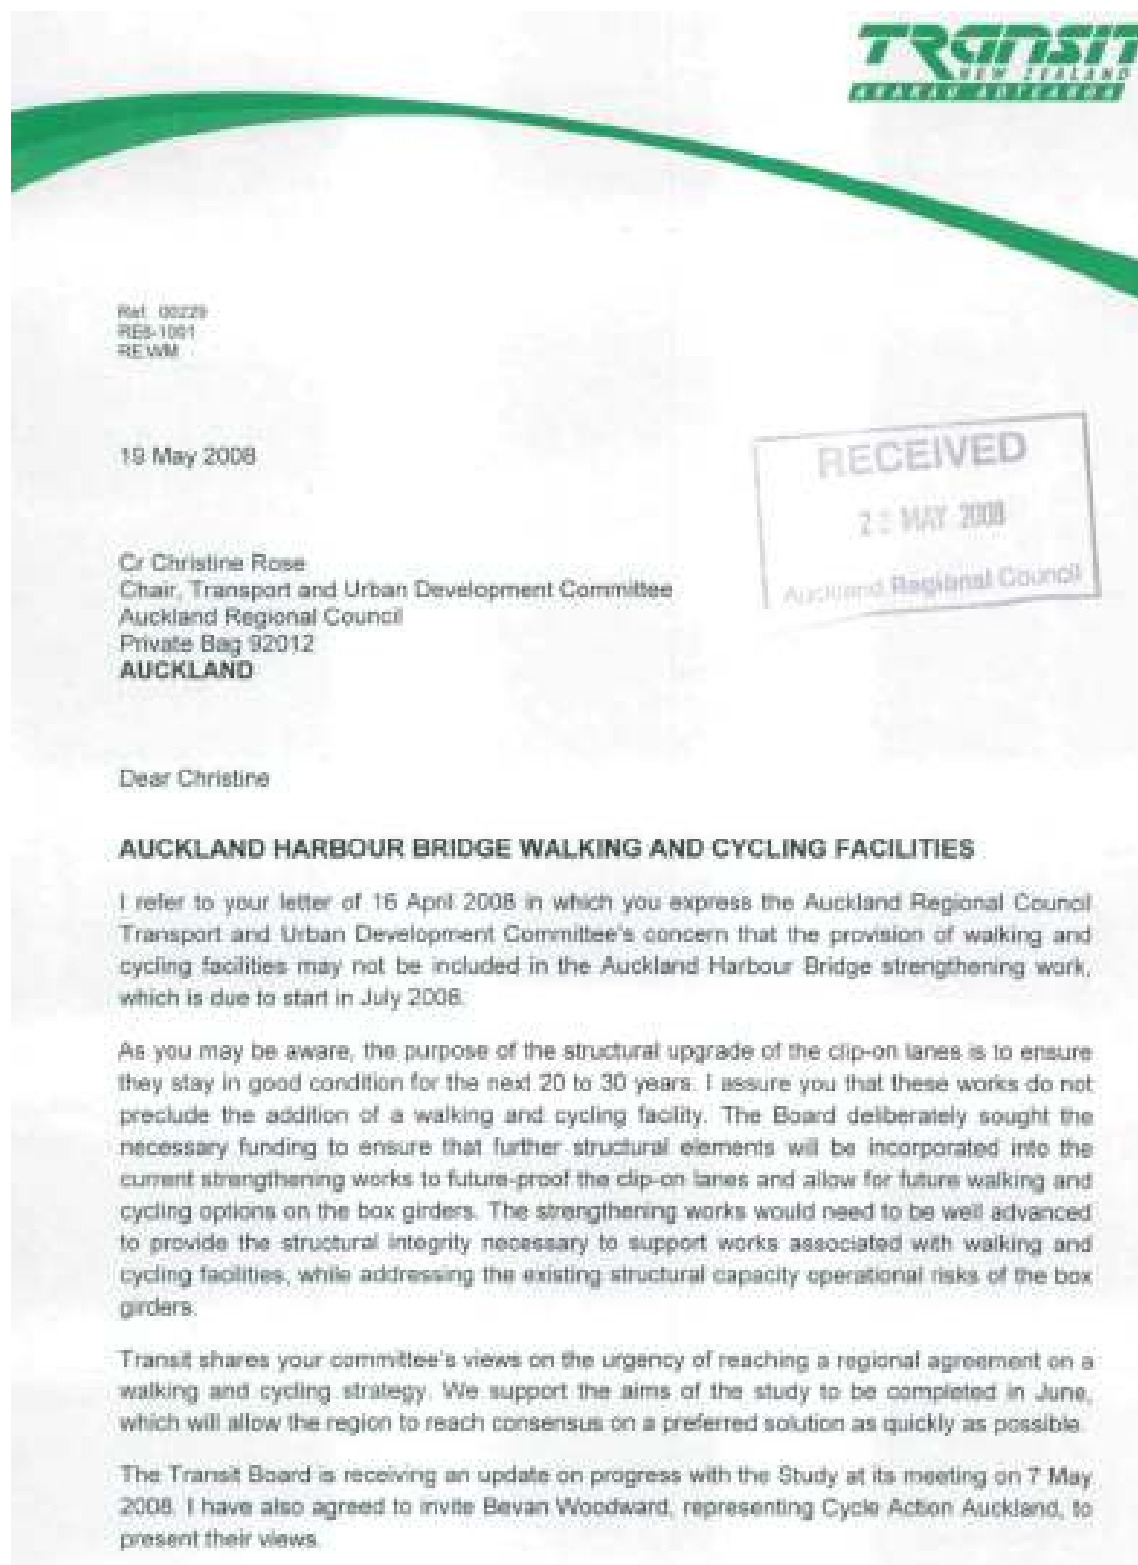 TRANSIT
NEW ZEALAND
ARARAU AOTEAROA
Ref: 00229
RE6-1001
RE:WM
19 May 2008
RECEIVED
MAY 2008
Auckland Regional Council
Cr Christine Rose
Chair, Transport and Urban Development Committee
Auckland Regional Council
Private Bag 92012
AUCKLAND
Dear Christine
AUCKLAND HARBOUR BRIDGE WALKING AND CYCLING FACILITIES
I refer to your letter of 16 April 2008 in which you express the Auckland Regional Council
Transport and Urban Development Committee's concern that the provision of walking and
cycling facilities may not be included in the Auckland Harbour Bridge strengthening work,
which is due to start in July 2008.
As you may be aware, the purpose of the structural upgrade of the clip-on lanes is to ensure
they stay in good condition for the next 20 to 30 years. I assure you that these works do not
preclude the addition of a walking and cycling facility. The Board deliberately sought the
necessary funding to ensure that further structural elements will be incorporated into the
current strengthening works to future-proof the clip-on lanes and allow for future walking and
cycling options on the box girders. The strengthening works would need to be well advanced
to provide the structural integrity necessary to support works associated with walking and
cycling facilities, while addressing the existing structural capacity operational risks of the box
girders.
Transit shares your committee's views on the urgency of reaching a regional agreement on a
walking and cycling strategy. We support the aims of the study to be completed in June,
which will allow the region to reach consensus on a preferred solution as quickly as possible.
The Transit Board is receiving an update on progress with the Study at its meeting on 7 May
2008. I have also agreed to invite Bevan Woodward, representing Cycle Action Auckland, to
present their views.